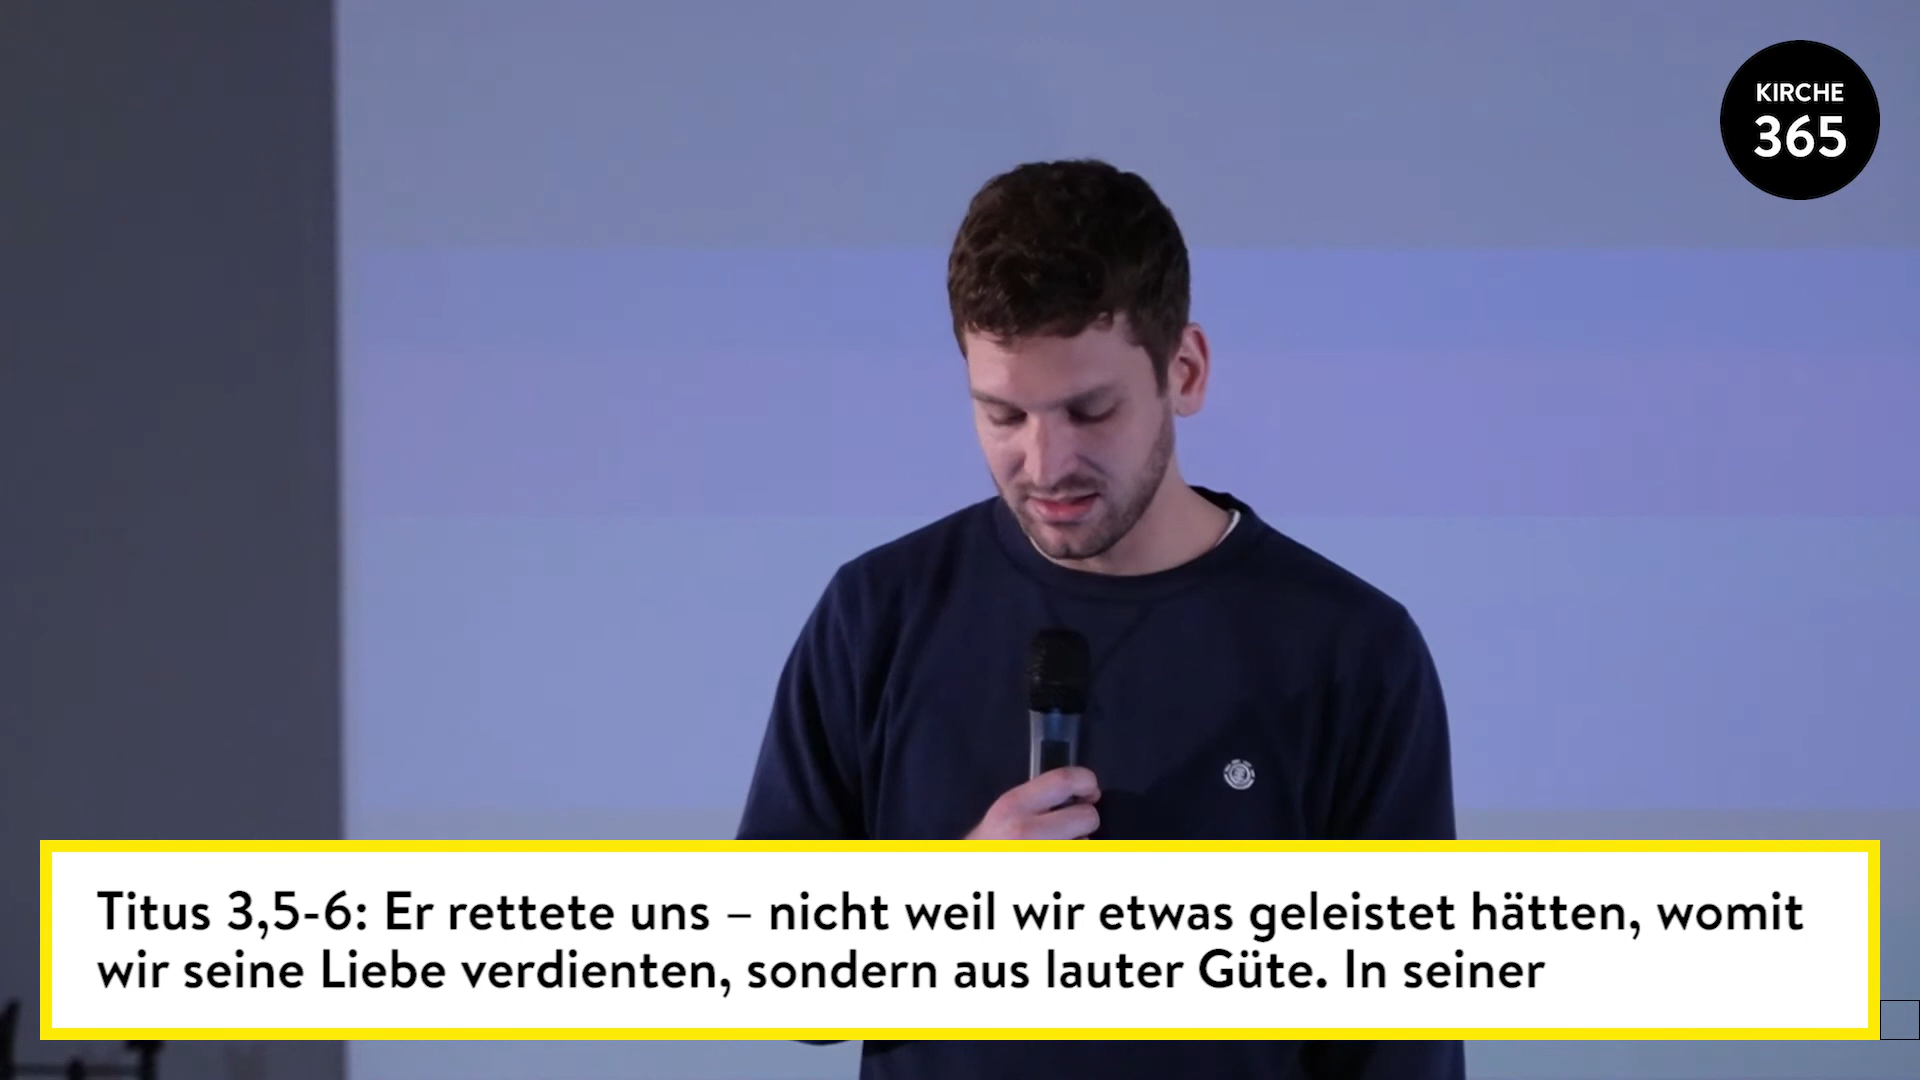 KIRCHE
365
Titus 3,5-6: Er rettete uns – nicht weil wir etwas geleistet hätten, womit
wir seine Liebe verdienten, sondern aus lauter Güte. In seiner